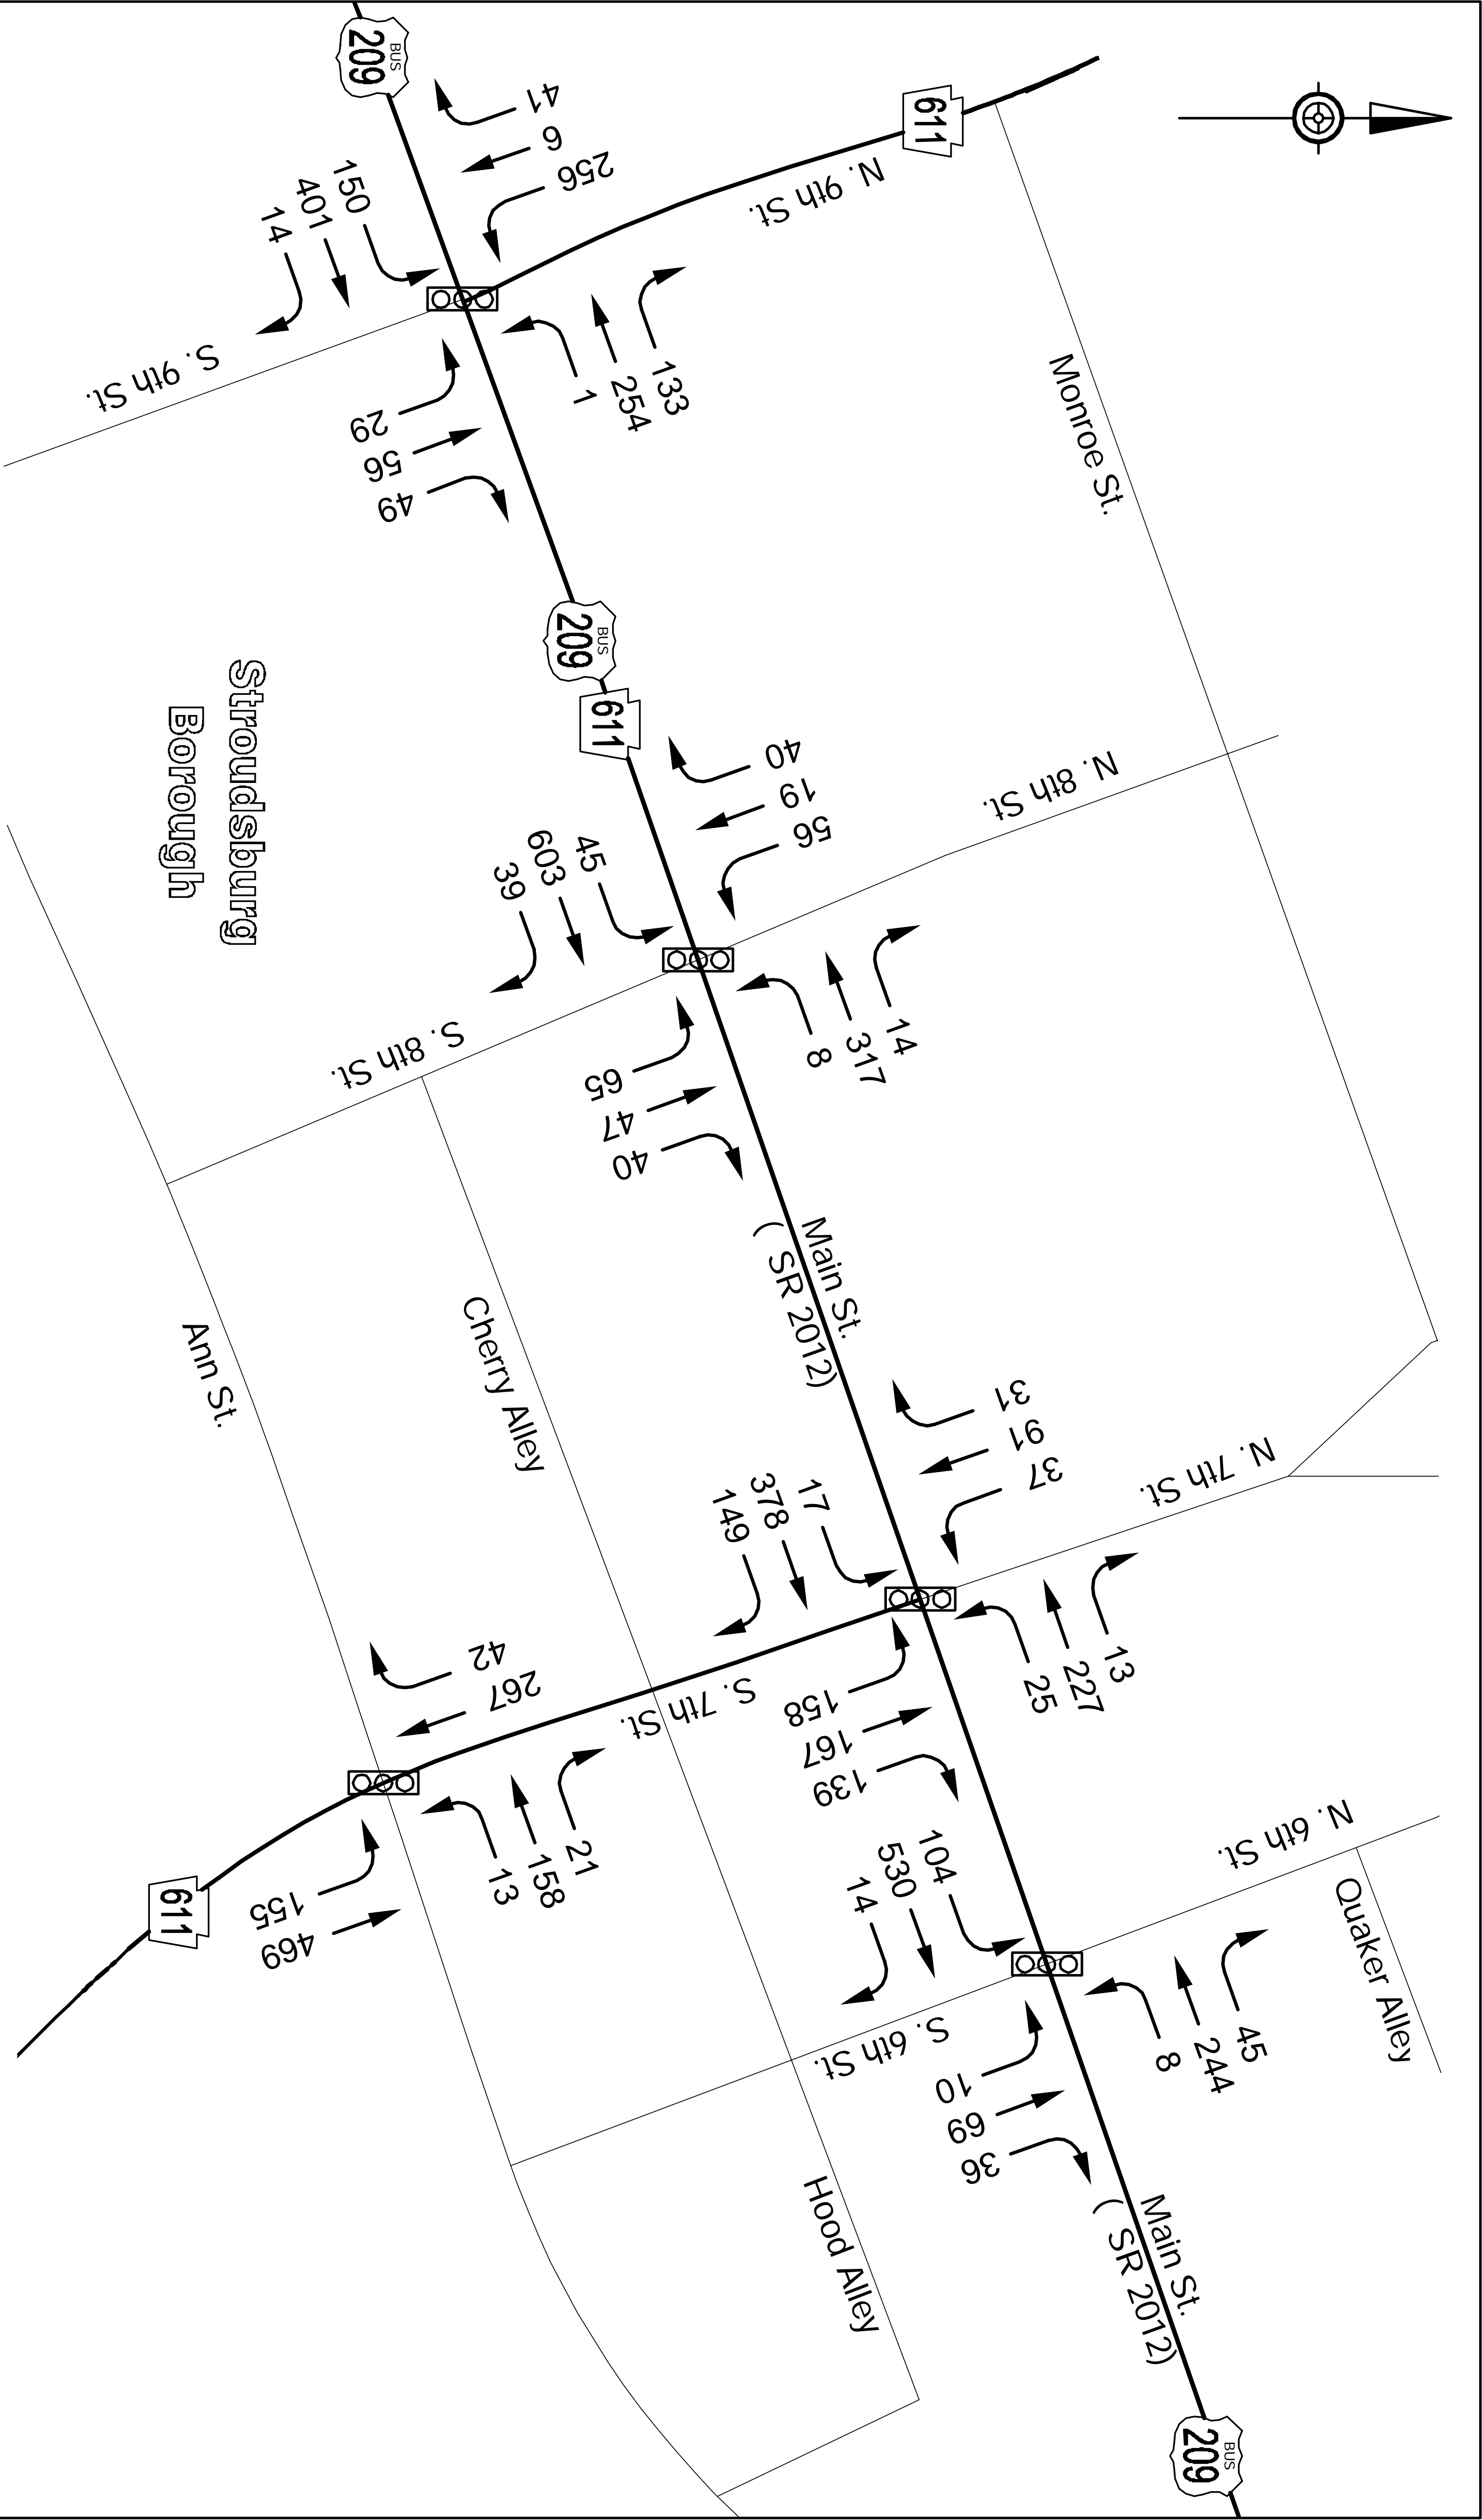 BUS
209
41
6
256
611
N. 9th St.
150
401
14
S. 9th St.
133
254
1
29
56
49
Monroe St.
BUS
209
611
Stroudsburg
Borough
40
19
56
N. 8th St.
45
603
39
S. 8th St.
14
317
8
65
47
40
Main St.
( SR 2012)
Cherry Alley
Ann St.
31
91
37
N. 7th St.
17
378
149
S. 7th St.
13
227
25
158
167
139
42
267
21
158
13
155
469
611
104
530
14
N. 6th St.
S. 6th St.
Quaker Alley
45
244
8
10
69
36
Hood Alley
Main St.
( SR 2012)
BUS
209